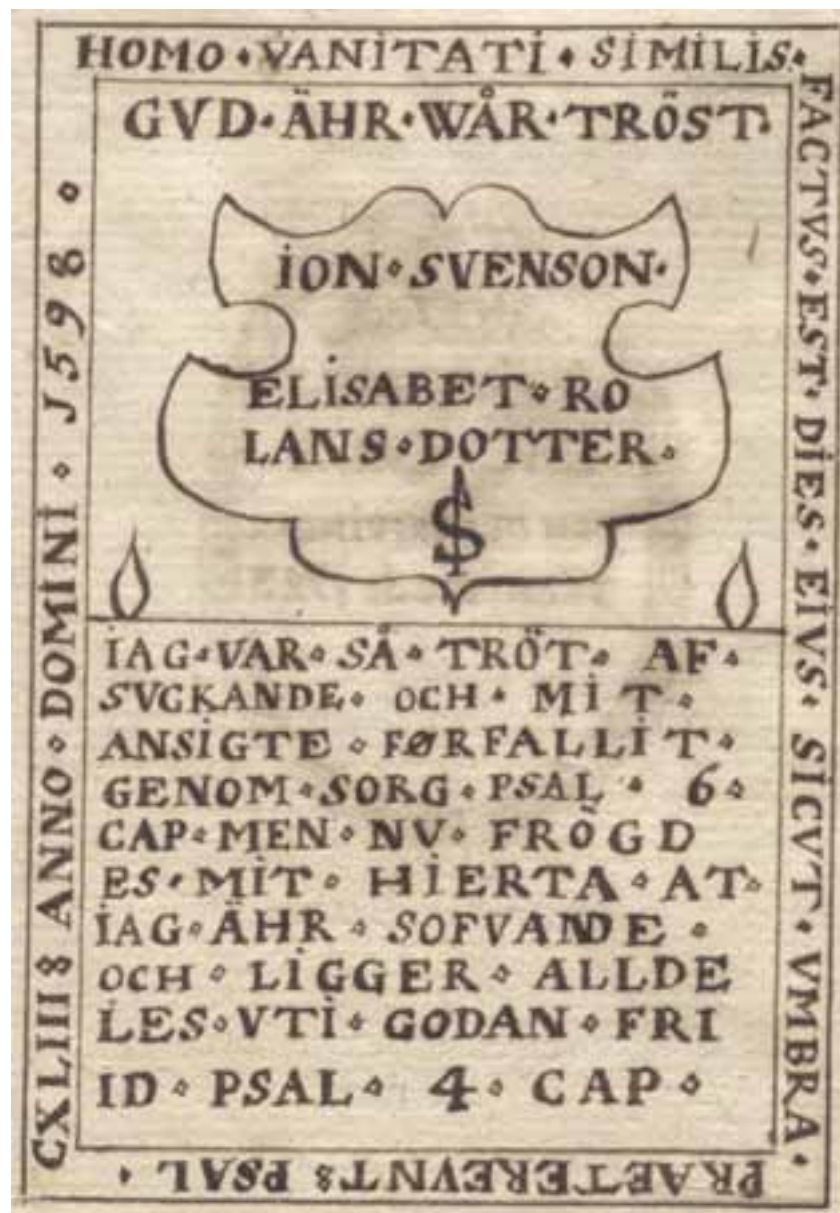 HOMO · VANITATI · SIMILIS ·
FACTVS · EST · DIES · EIVS · SICVT · VMBRA ·
PRAETEREVNT : PSAL ·
CXLIII : ANNO · DOMINI · J598 ·
GVD · ÄHR · WÅR · TRÖST ·
ION · SVENSON ·
ELISABET · RO
LANS · DOTTER ·
S
IAG · VAR · SÅ · TRÖT · AF ·
SVCKANDE · OCH · MIT ·
ANSIGTE · FØRFALLIT ·
GENOM · SORG · PSAL · 6 ·
CAP · MEN · NV · FRÖGD
ES · MIT · HIERTA · AT ·
IAG · ÄHR · SOFVANDE ·
OCH · LIGGER · ALLDE
LES · VTI · GODAN · FRI
ID · PSAL · 4 · CAP ·